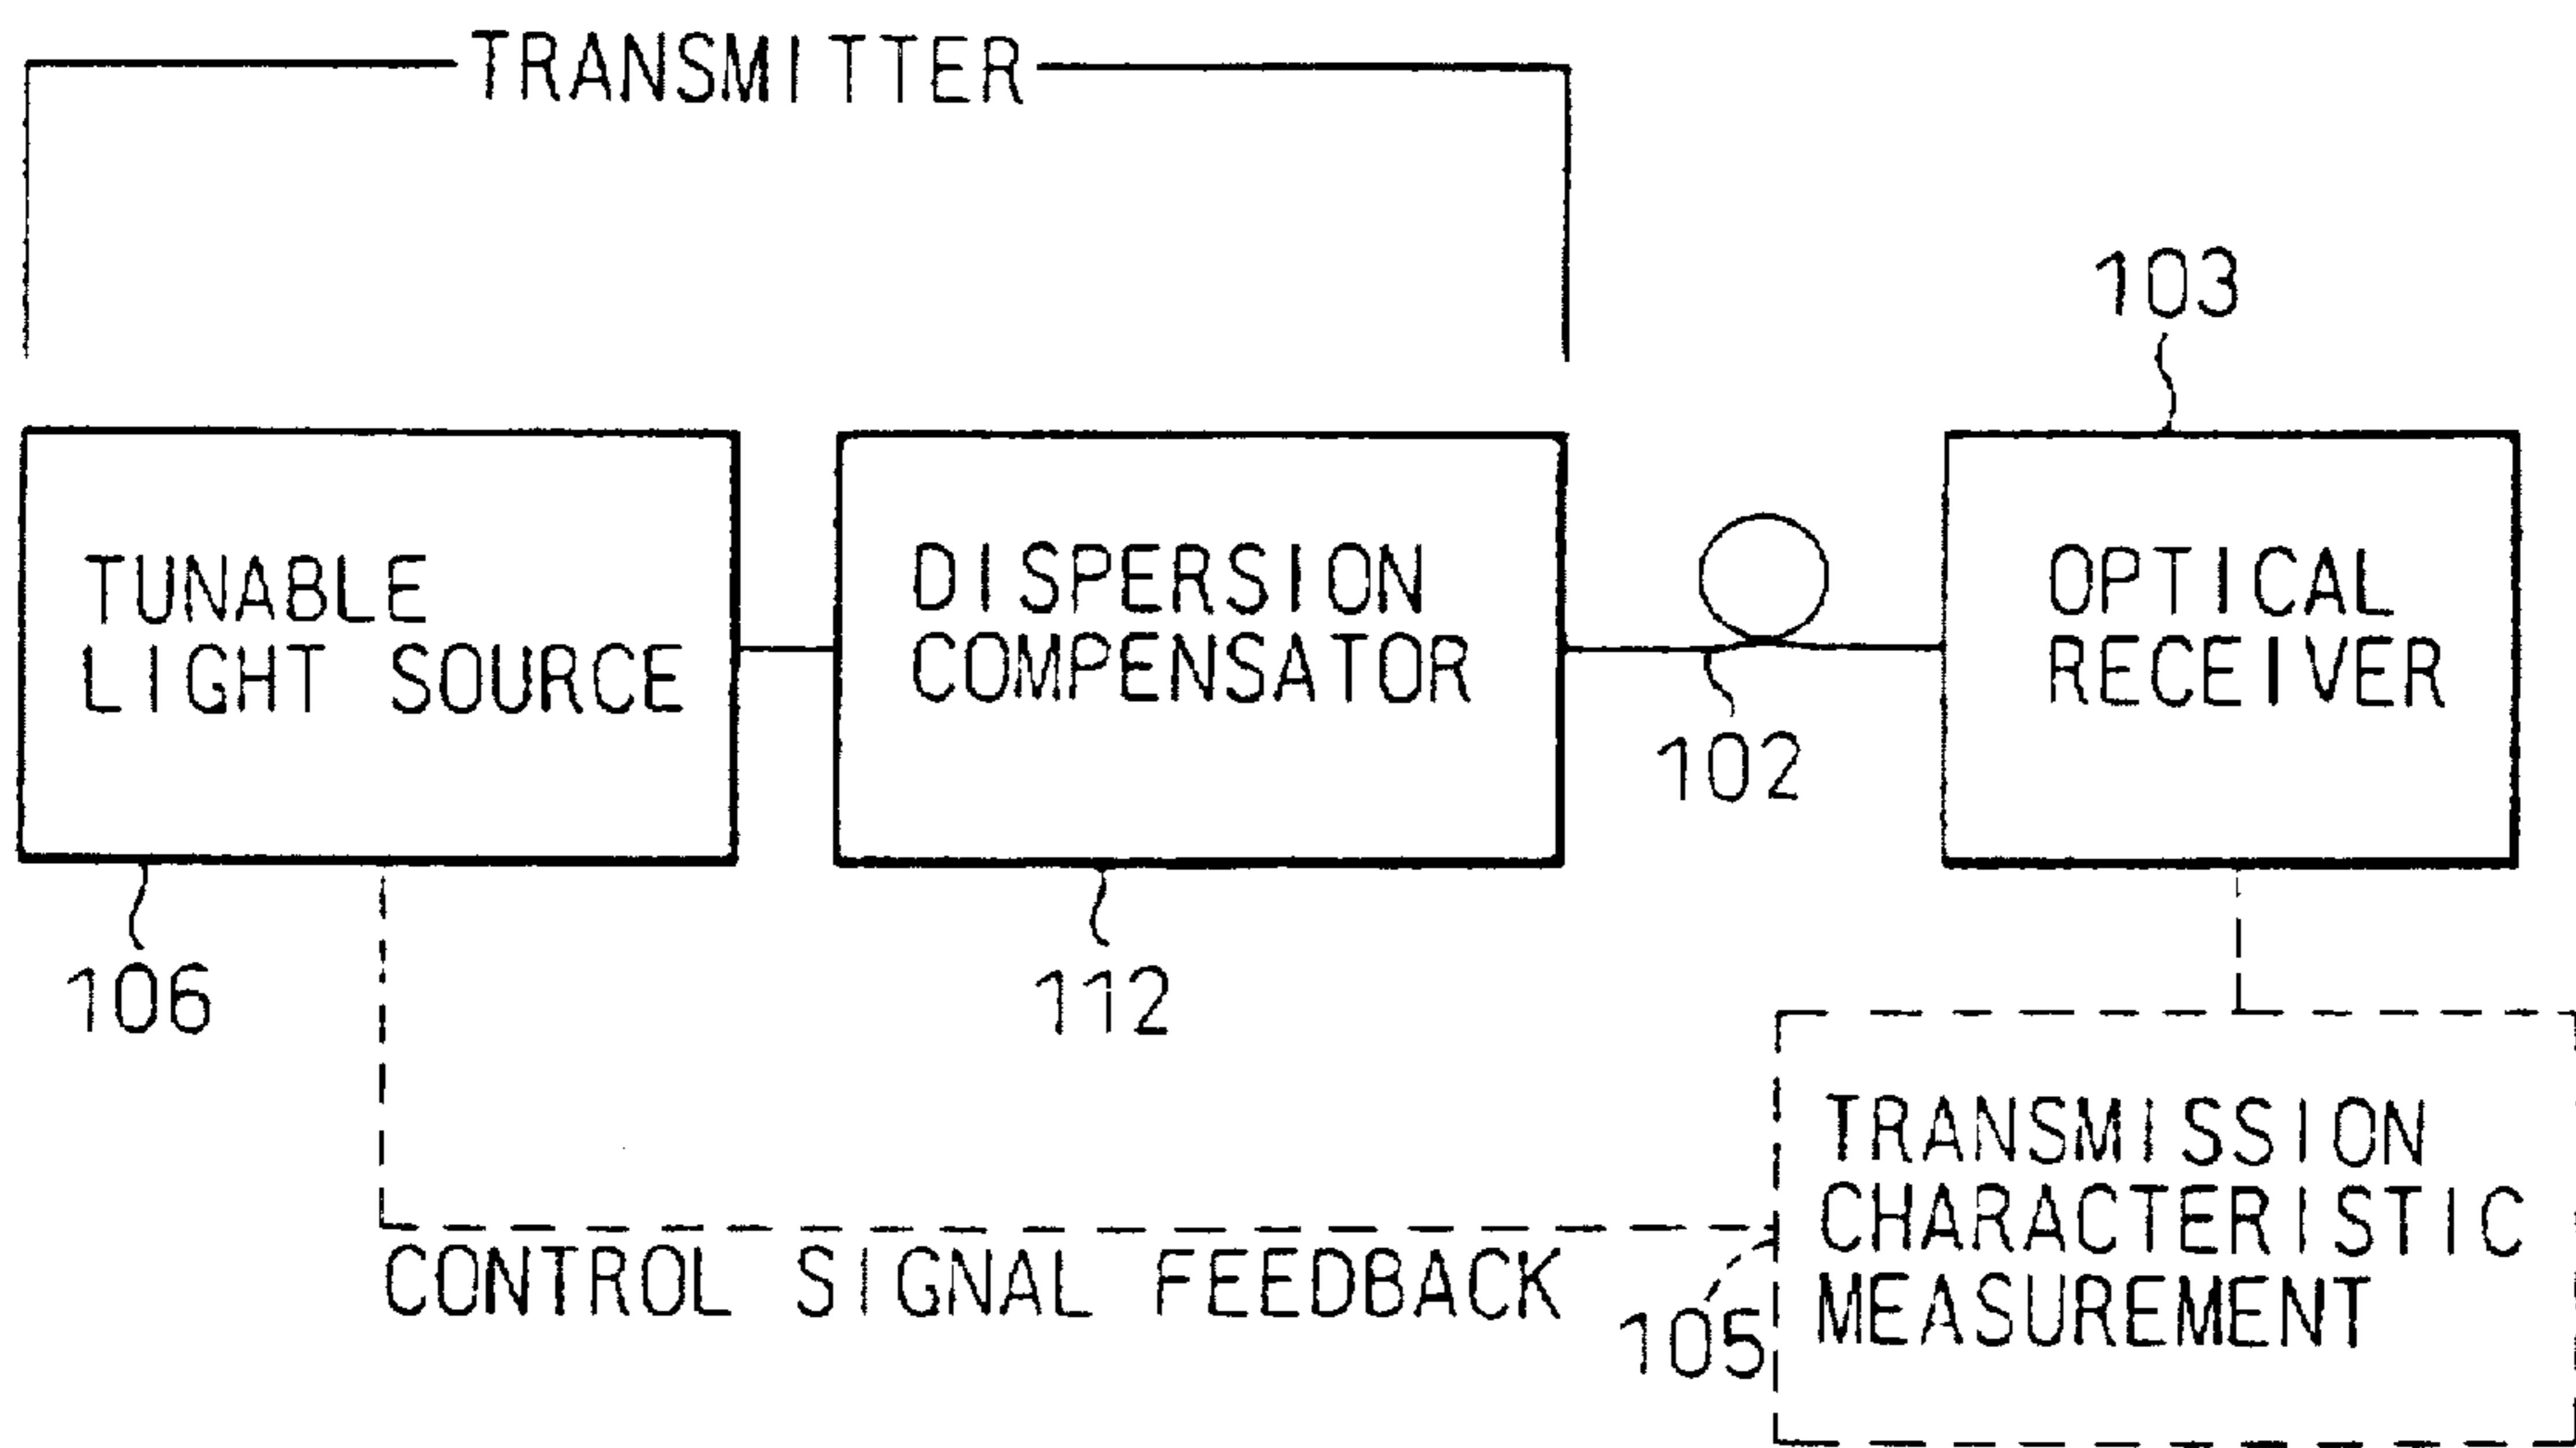 TRANSMITTER
103
TUNABLE
LIGHT SOURCE
DISPERSION
COMPENSATOR
OPTICAL
RECEIVER
102
106
112
TRANSMISSION
CHARACTERISTIC
MEASUREMENT
CONTROL SIGNAL FEEDBACK
105